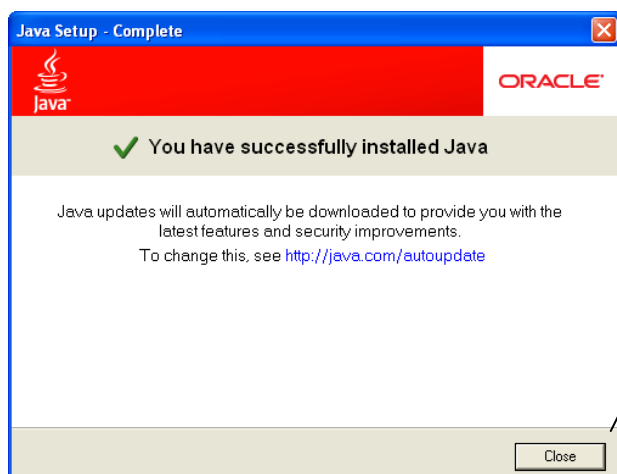 Java Setup - Complete
Java™
ORACLE®
You have successfully installed Java
Java updates will automatically be downloaded to provide you with the
latest features and security improvements.
To change this, see http://java.com/autoupdate
Close